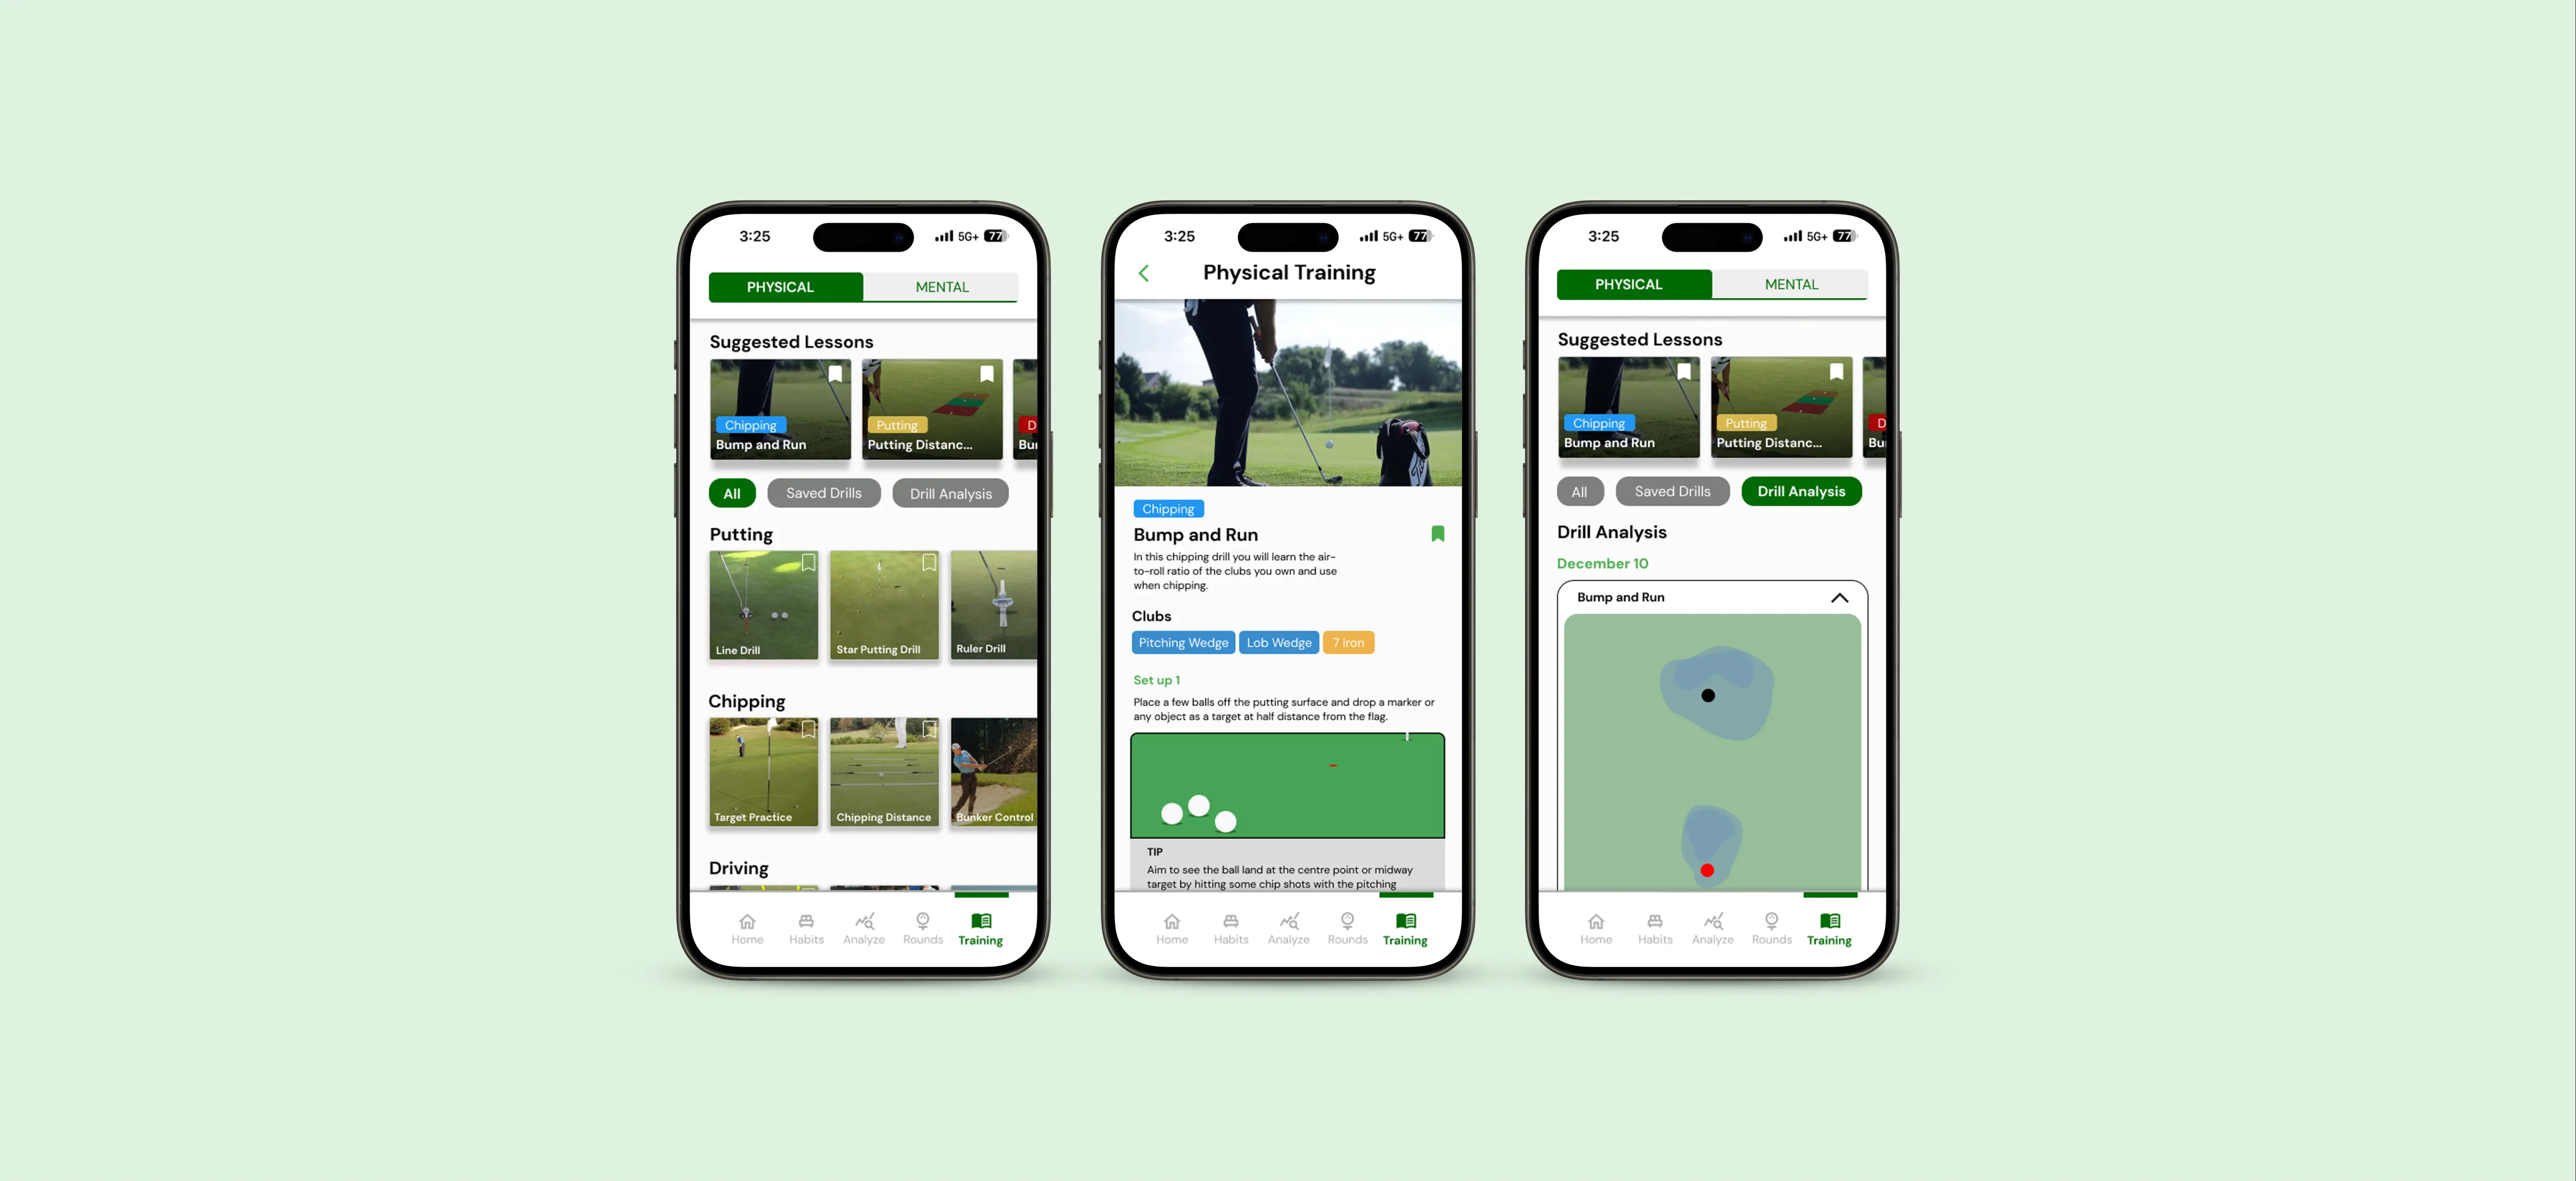 3:25
5G+ 77
PHYSICAL
MENTAL
Suggested Lessons
Chipping
Bump and Run
Putting
Putting Distanc...
D
Bu
All
Saved Drills
Drill Analysis
Putting
Line Drill
Star Putting Drill
Ruler Drill
Chipping
Target Practice
Chipping Distance
Bunker Control
Driving
Home
Habits
Analyze
Rounds
Training
3:25
5G+ 77
Physical Training
Chipping
Bump and Run
In this chipping drill you will learn the air-
to-roll ratio of the clubs you own and use
when chipping.
Clubs
Pitching Wedge
Lob Wedge
7 Iron
Set up 1
Place a few balls off the putting surface and drop a marker or
any object as a target at half distance from the flag.
TIP
Aim to see the ball land at the centre point or midway
target by hitting some chip shots with the pitching
Home
Habits
Analyze
Rounds
Training
3:25
5G+ 77
PHYSICAL
MENTAL
Suggested Lessons
Chipping
Bump and Run
Putting
Putting Distanc...
D
Bu
All
Saved Drills
Drill Analysis
Drill Analysis
December 10
Bump and Run
Home
Habits
Analyze
Rounds
Training